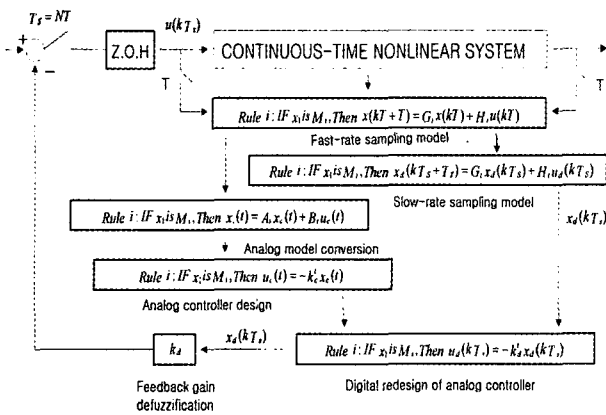 T_S = NT
u(kT_s)
+
−
Z.O.H
CONTINUOUS-TIME NONLINEAR SYSTEM
T
T
Rule i : IF x_1 is M_i, Then x(kT + T) = G_i x(kT) + H_i u(kT)
Fast-rate sampling model
Rule i : IF x_1 is M_i, Then x_d(kT_S + T_s) = G_i x_d(kT_S) + H_i u_d(kT_S)
Slow-rate sampling model
x_d(kT_s)
Rule i : IF x_1 is M_i, Then x_c(t) = A_i x_c(t) + B_i u_c(t)
Analog model conversion
Rule i : IF x_i is M_i, Then u_c(t) = −k_c^i x_c(t)
Analog controller design
k_d
x_d(kT_s)
Rule i : IF x_1 is M_i, Then u_d(kT_s) = −k_d^i x_d(kT_s)
Feedback gain
defuzzification
Digital redesign of analog controller